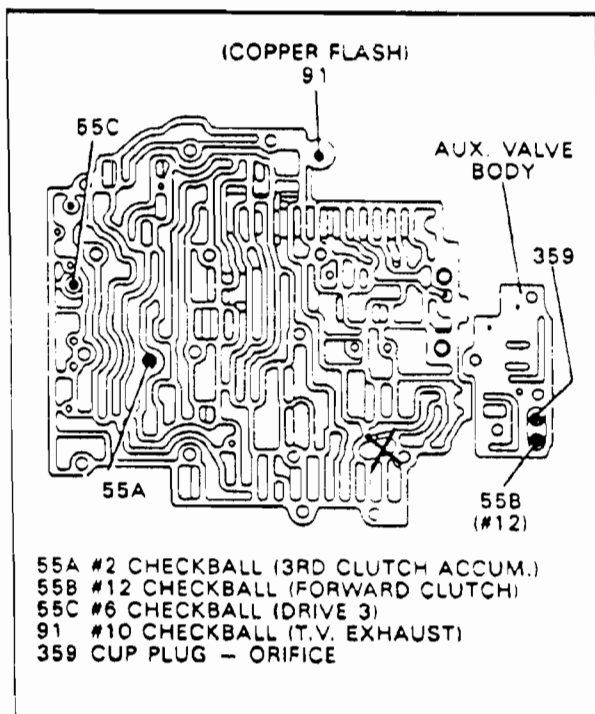 (COPPER FLASH)
91
55C
AUX. VALVE
BODY
359
55A
55B
(#12)
55A #2 CHECKBALL (3RD CLUTCH ACCUM.)
55B #12 CHECKBALL (FORWARD CLUTCH)
55C #6 CHECKBALL (DRIVE 3)
91 #10 CHECKBALL (T.V. EXHAUST)
359 CUP PLUG – ORIFICE